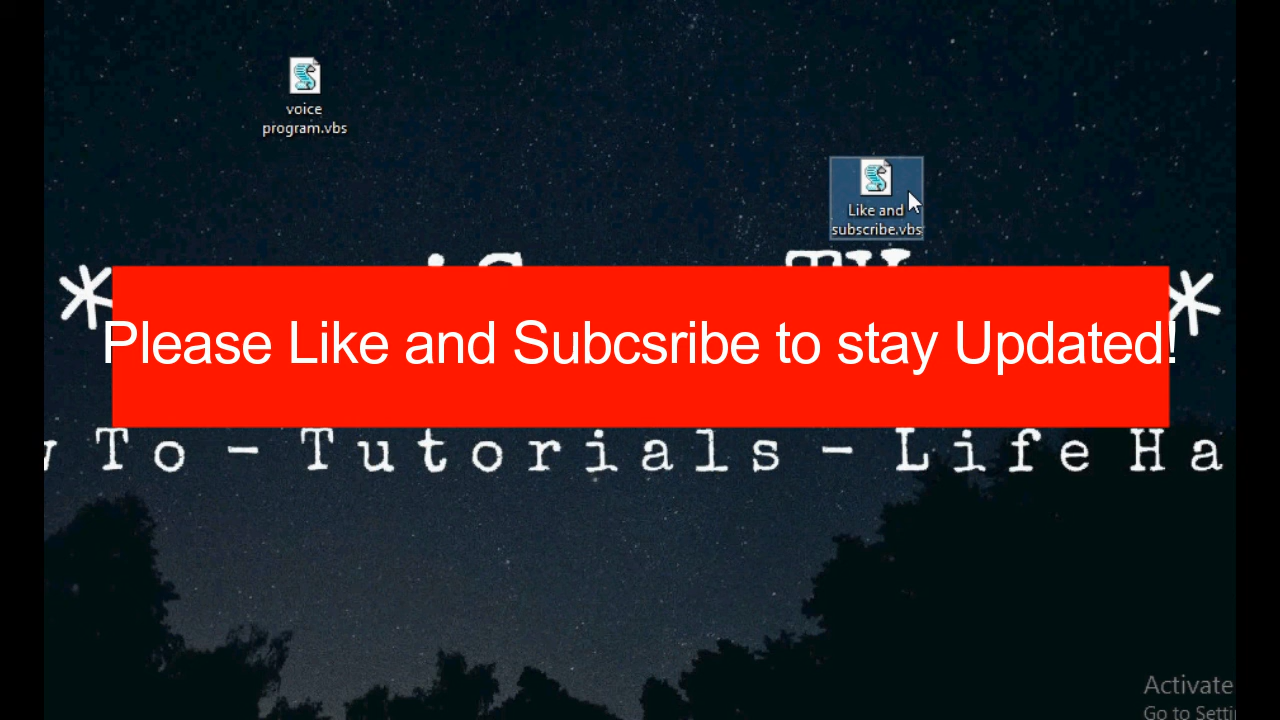 voice
program.vbs
Like and
subscribe.vbs
* *
Please Like and Subcsribe to stay Updated!
To - Tutorials - Life Ha
Activate
Go to Setti